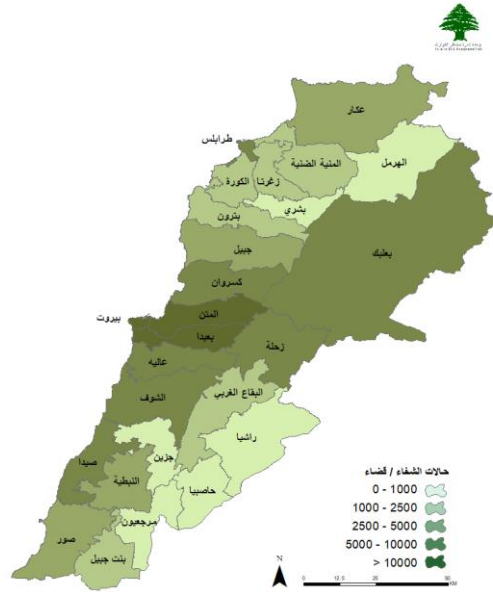 عكار
طرابلس
المنية الضنية
الهرمل
زغرتا
الكورة
بشري
بترون
بعلبك
جبيل
كسروان
المتن
بيروت
بعبدا
زحلة
عاليه
الشوف
البقاع الغربي
راشيا
جزين
صيدا
النبطية
حاصبيا
مرجعيون
صور
بنت جبيل
حالات الشفاء / قضاء
0 - 1000
1000 - 2500
2500 - 5000
5000 - 10000
> 10000
N
KM